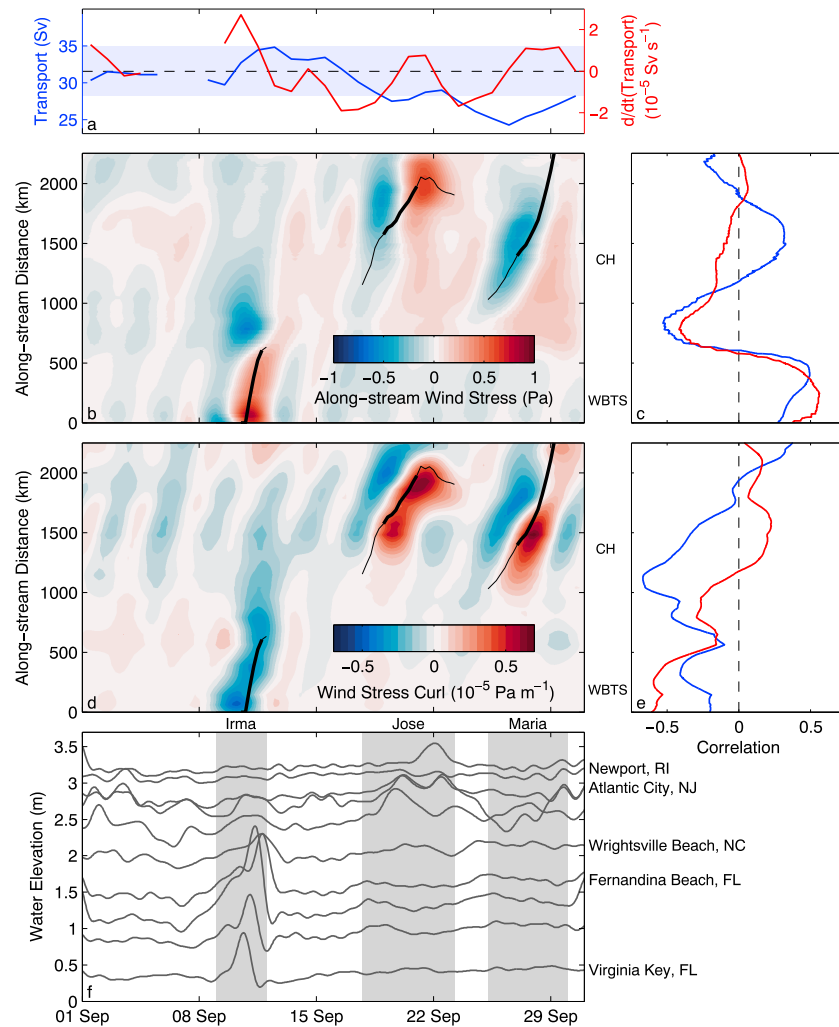 Transport (Sv)
35
30
25
a
2
0
−2
d/dt(Transport)
(10⁻⁵ Sv s⁻¹)
Along−stream Distance (km)
2000
1500
1000
500
0
b
−1 −0.5 0 0.5 1
Along−stream Wind Stress (Pa)
CH
WBTS
c
Along−stream Distance (km)
2000
1500
1000
500
0
d
−0.5 0 0.5
Wind Stress Curl (10⁻⁵ Pa m⁻¹)
CH
WBTS
e
−0.5 0 0.5
Correlation
Irma Jose Maria
Water Elevation (m)
3.5
3
2.5
2
1.5
1
0.5
0
f
Newport, RI
Atlantic City, NJ
Wrightsville Beach, NC
Fernandina Beach, FL
Virginia Key, FL
01 Sep 08 Sep 15 Sep 22 Sep 29 Sep